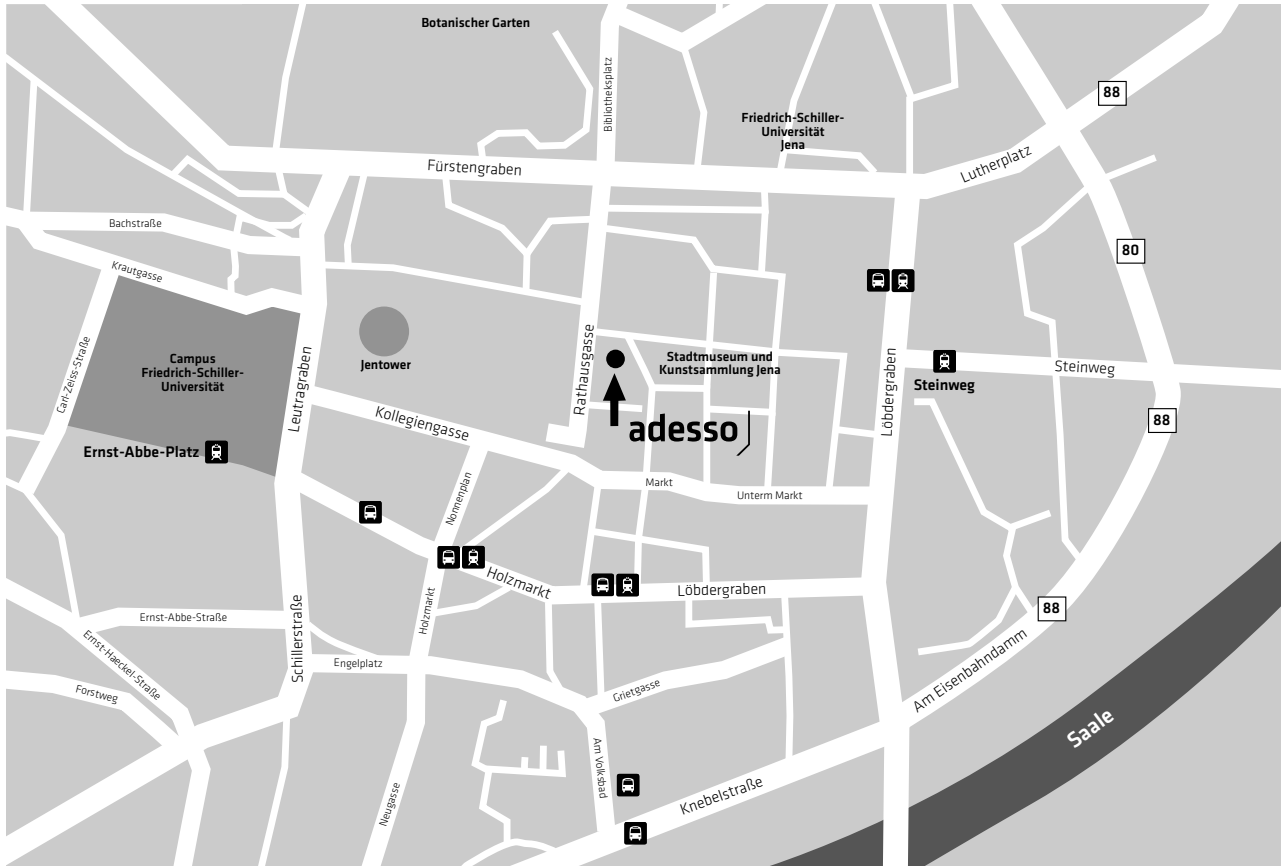 Botanischer Garten
Bibliotheksplatz
88
Friedrich-Schiller-
Universität
Jena
Fürstengraben
Lutherplatz
Bachstraße
80
Krautgasse
Carl-Zeiss-Straße
Campus
Friedrich-Schiller-
Universität
Leutragraben
Jentower
Rathausgasse
Stadtmuseum und
Kunstsammlung Jena
Löbdergraben
Steinweg
Steinweg
88
Kollegiengasse
adesso
Ernst-Abbe-Platz
Nonnenplan
Markt
Unterm Markt
Holzmarkt
Löbdergraben
88
Ernst-Abbe-Straße
Holzmarkt
Schillerstraße
Ernst-Haeckel-Straße
Engelplatz
Forstweg
Grietgasse
Am Eisenbahndamm
Saale
Am Volksbad
Neugasse
Knebelstraße